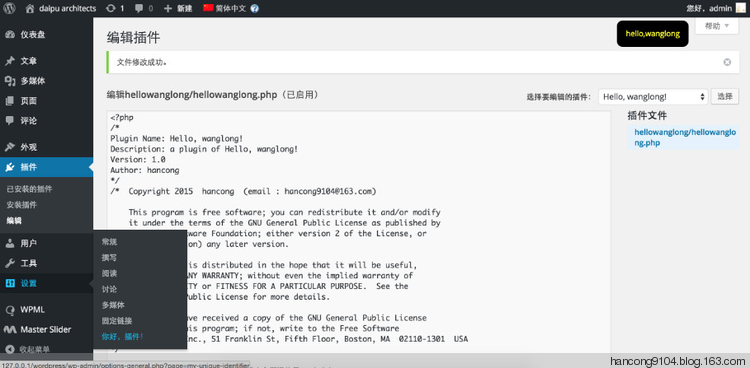 daipu architects
1
0
新建
简体中文
您好，admin
仪表盘
文章
多媒体
页面
评论
外观
插件
已安装的插件
安装插件
编辑
用户
工具
设置
WPML
Master Slider
收起菜单
编辑插件
hello,wanglong
帮助
文件修改成功。
编辑hellowanglong/hellowanglong.php（已启用）
选择要编辑的插件：
Hello, wanglong!
选择
插件文件
hellowanglong/hellowanglo
ng.php
<?php
/*
Plugin Name: Hello, wanglong!
Description: a plugin of Hello, wanglong!
Version: 1.0
Author: hancong
*/
/*  Copyright 2015  hancong  (email : hancong9104@163.com)
This program is free software; you can redistribute it and/or modify
it under the terms of the GNU General Public License as published by
ware Foundation; either version 2 of the License, or
on) any later version.
is distributed in the hope that it will be useful,
ANY WARRANTY; without even the implied warranty of
TY or FITNESS FOR A PARTICULAR PURPOSE.  See the
Public License for more details.
ve received a copy of the GNU General Public License
his program; if not, write to the Free Software
Inc., 51 Franklin St, Fifth Floor, Boston, MA  02110-1301  USA
常规
撰写
阅读
讨论
多媒体
固定链接
你好，插件！
127.0.0.1/wordpress/wp-admin/options-general.php?page=my-unique-identifier
hancong9104.blog.163.com